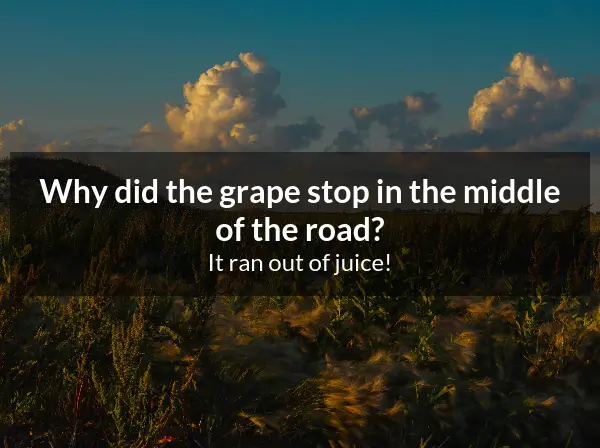 Why did the grape stop in the middle
of the road?
It ran out of juice!